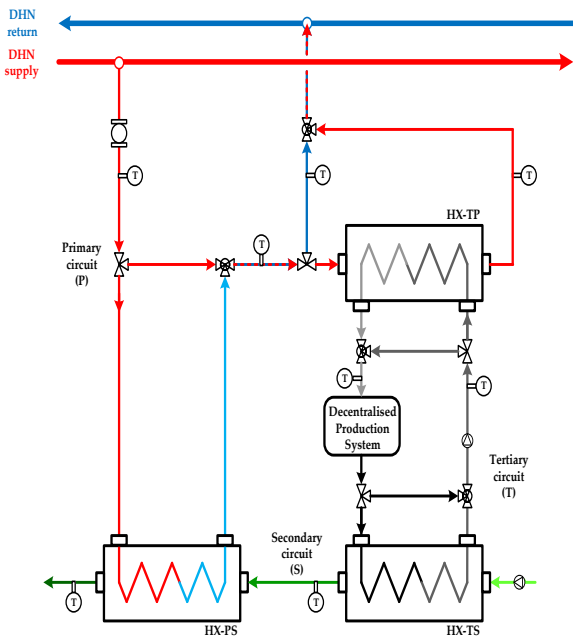 DHN
return
DHN
supply
T
T
T
HX-TP
Primary
circuit
(P)
T
T
T
Decentralised
Production
System
Tertiary
circuit
(T)
Secondary
circuit
(S)
T
T
HX-PS
HX-TS